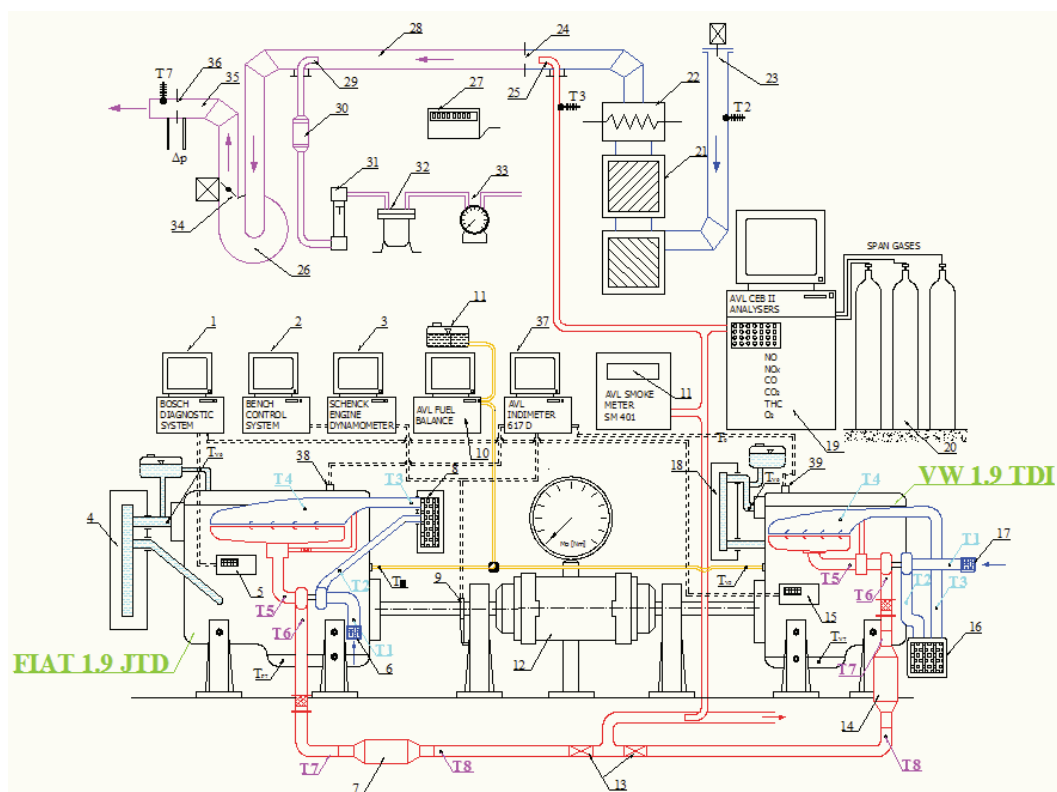 28
24
36
35
T7
29
23
27
25
22
T3
T2
30
21
Δp
31
32
33
34
26
SPAN GASES
AVL CEB II
ANALYSERS
NO
NOx
CO
CO2
THC
O2
19
20
1
2
3
11
37
BOSCH
DIAGNOSTIC
SYSTEM
BENCH
CONTROL
SYSTEM
SCHENCK
ENGINE
DYNAMOMETER
AVL FUEL
BALANCE
10
AVL
INDIMETER
617 D
11
AVL SMOKE
METER
SM 401
38
T4
T3
8
4
5
T5
T2
T6
T1
6
FIAT 1.9 JTD
9
Mo [Nm]
12
18
39
VW 1.9 TDI
T4
T1
17
T5
T6
T2
T3
15
16
T7
14
T7
7
T8
13
T8